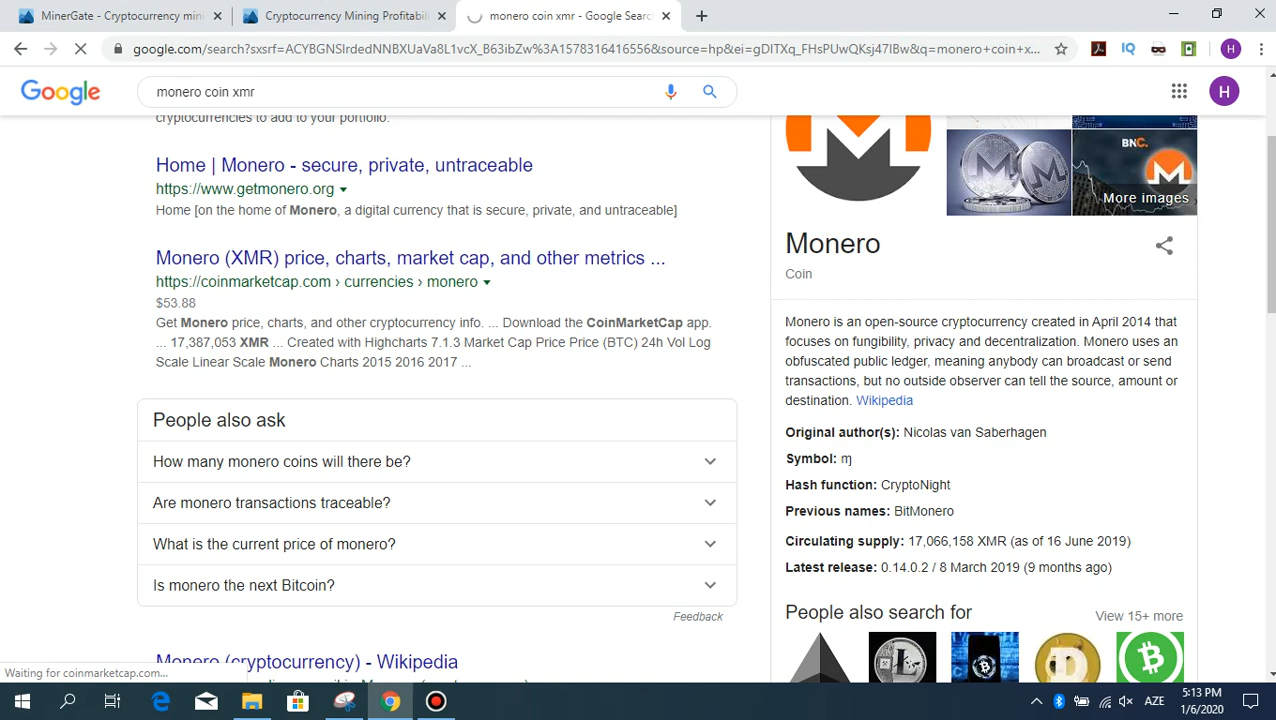 MinerGate - Cryptocurrency mini
Cryptocurrency Mining Profitabili
monero coin xmr - Google Searc
google.com/search?sxsrf=ACYBGNSIrdedNNBXUaVa8L1vcX_B63ibZw%3A1578316416556&source=hp&ei=gDITXq_FHsPUwQKsj47IBw&q=monero+coin+x...
IQ
H
Google
monero coin xmr
H
cryptocurrencies to add to your portfolio.
Home | Monero - secure, private, untraceable
https://www.getmonero.org
Home [on the home of Monero, a digital currency that is secure, private, and untraceable]
Monero (XMR) price, charts, market cap, and other metrics ...
https://coinmarketcap.com › currencies › monero
$53.88
Get Monero price, charts, and other cryptocurrency info. ... Download the CoinMarketCap app.
... 17,387,053 XMR ... Created with Highcharts 7.1.3 Market Cap Price Price (BTC) 24h Vol Log
Scale Linear Scale Monero Charts 2015 2016 2017 ...
People also ask
How many monero coins will there be?
Are monero transactions traceable?
What is the current price of monero?
Is monero the next Bitcoin?
Feedback
Monero (cryptocurrency) - Wikipedia
BNC.
More images
Monero
Coin
Monero is an open-source cryptocurrency created in April 2014 that
focuses on fungibility, privacy and decentralization. Monero uses an
obfuscated public ledger, meaning anybody can broadcast or send
transactions, but no outside observer can tell the source, amount or
destination. Wikipedia
Original author(s): Nicolas van Saberhagen
Symbol: ɱ
Hash function: CryptoNight
Previous names: BitMonero
Circulating supply: 17,066,158 XMR (as of 16 June 2019)
Latest release: 0.14.0.2 / 8 March 2019 (9 months ago)
People also search for
View 15+ more
Waiting for coinmarketcap.com...
AZE
5:13 PM
1/6/2020